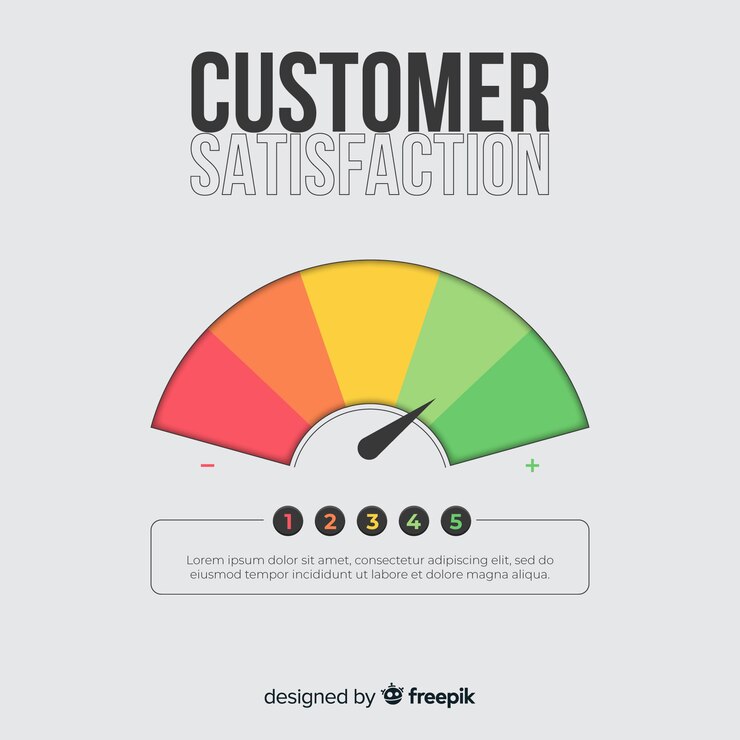 CUSTOMER
SATISFACTION
− +
1 2 3 4 5
Lorem ipsum dolor sit amet, consectetur adipiscing elit, sed do
eiusmod tempor incididunt ut labore et dolore magna aliqua.
designed by freepik